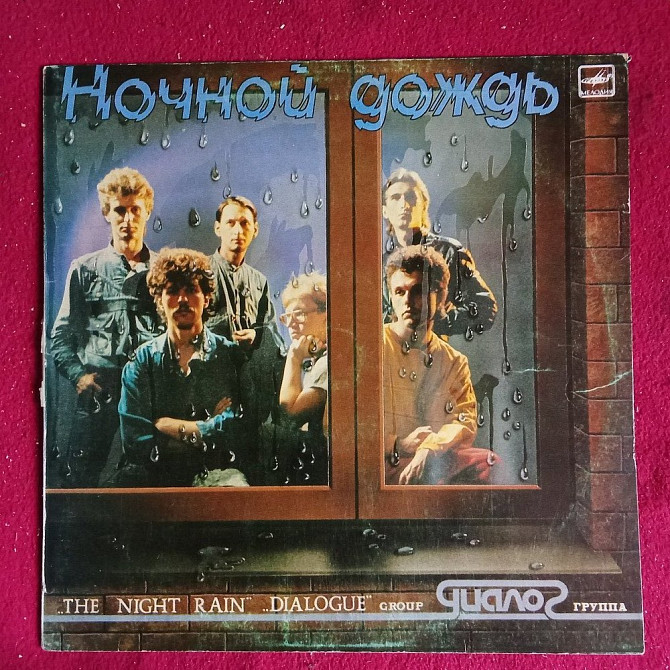 Ночной дождь
МЕЛОДИЯ
„THE NIGHT RAIN” „DIALOGUE” GROUP Диалог ГРУППА